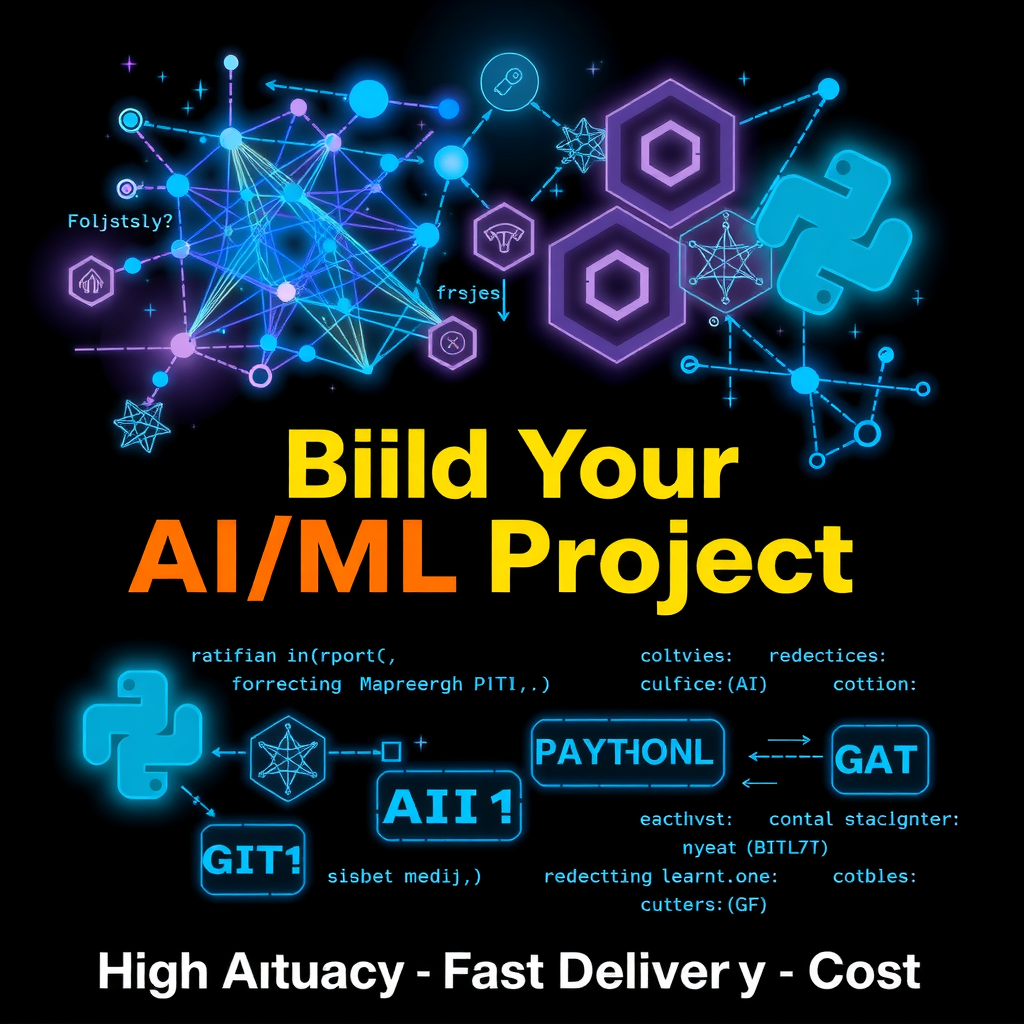 Foljstsly?
frsjes
Biild Your
AI/ML Project
ratifian in(rport(,
forrecting Mapreergh PITI,.)
coltvies: redectices:
culfice:(AI) cottion:
PAYTHONL
GAT
AII 1
GIT1
eacthvst: contal staclgnter:
nyeat (BITL7T)
sisbet medij,)
redectting learnt.one: cotbles:
cutters:(GF)
High Aıtuacy - Fast Deliver y - Cost